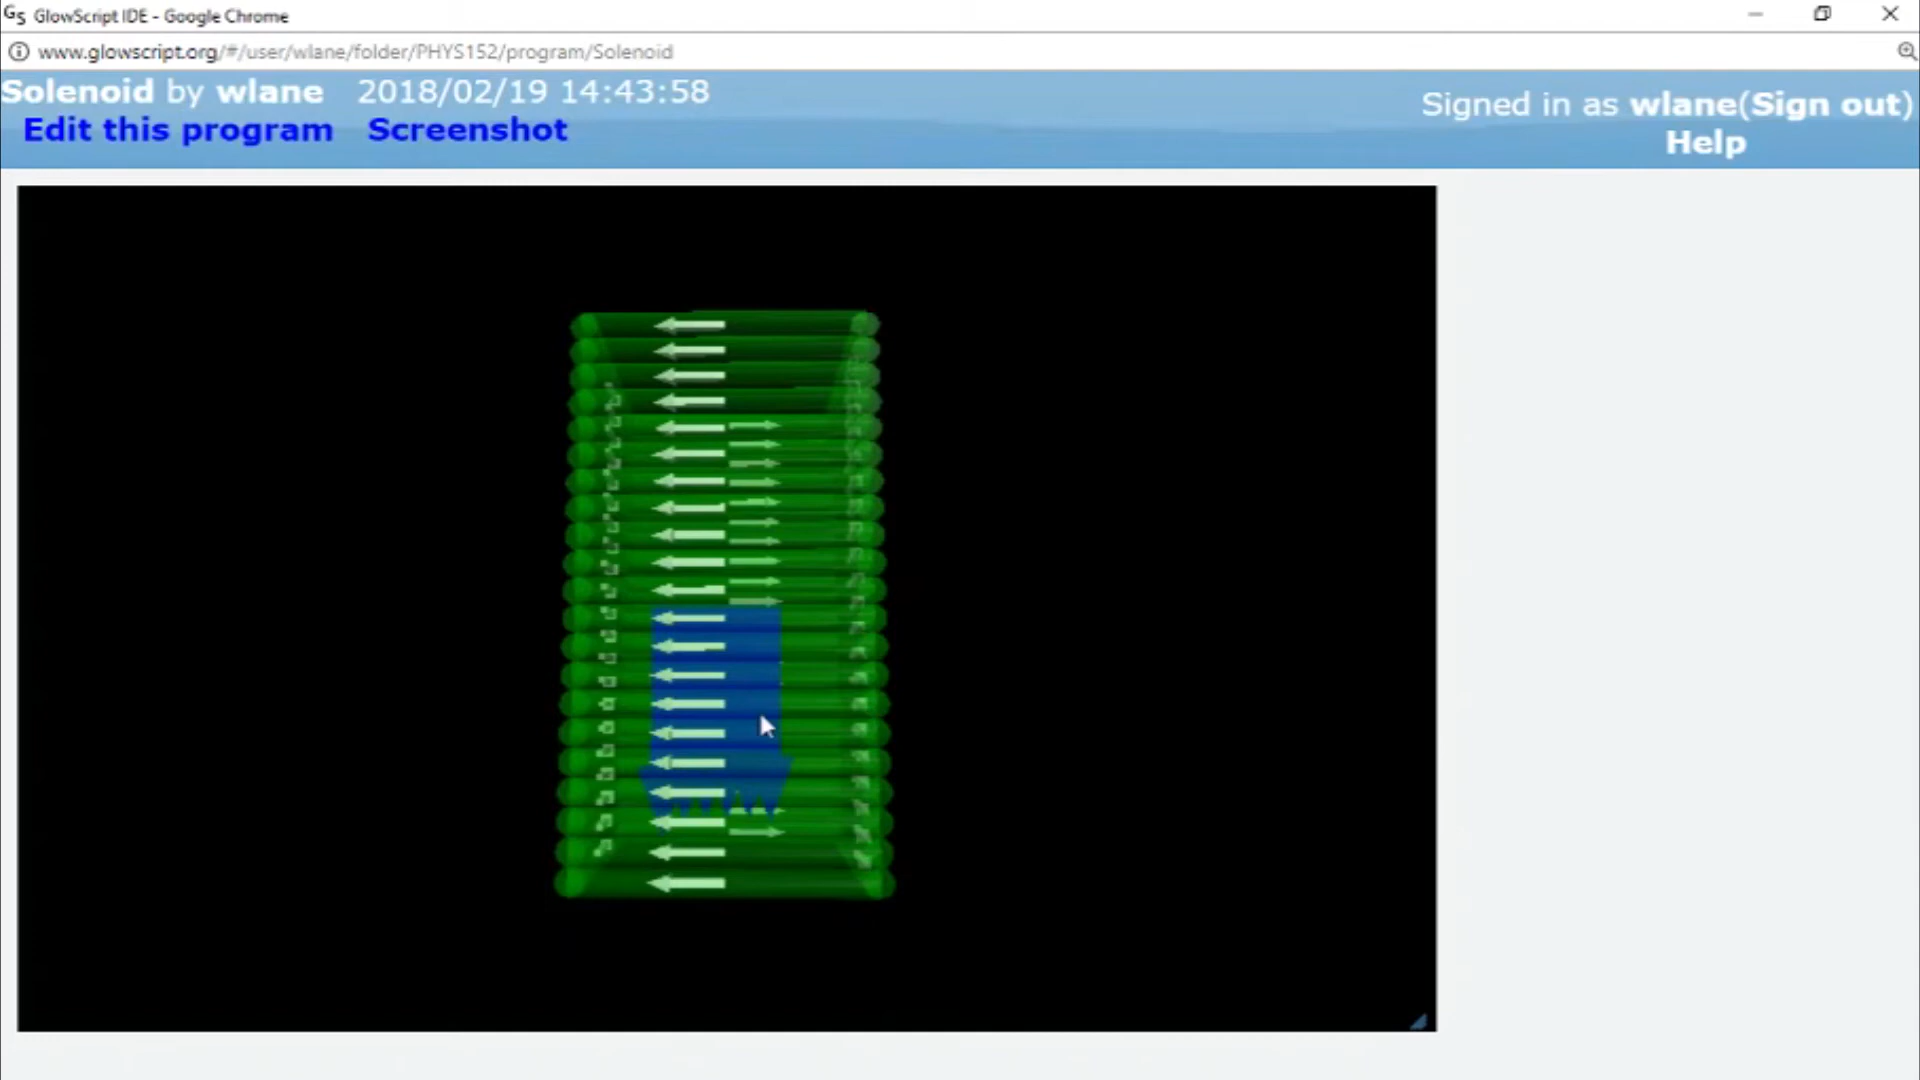 GlowScript IDE - Google Chrome
www.glowscript.org/#/user/wlane/folder/PHYS152/program/Solenoid
Solenoid by wlane 2018/02/19 14:43:58
Signed in as wlane(Sign out)
Edit this program Screenshot
Help